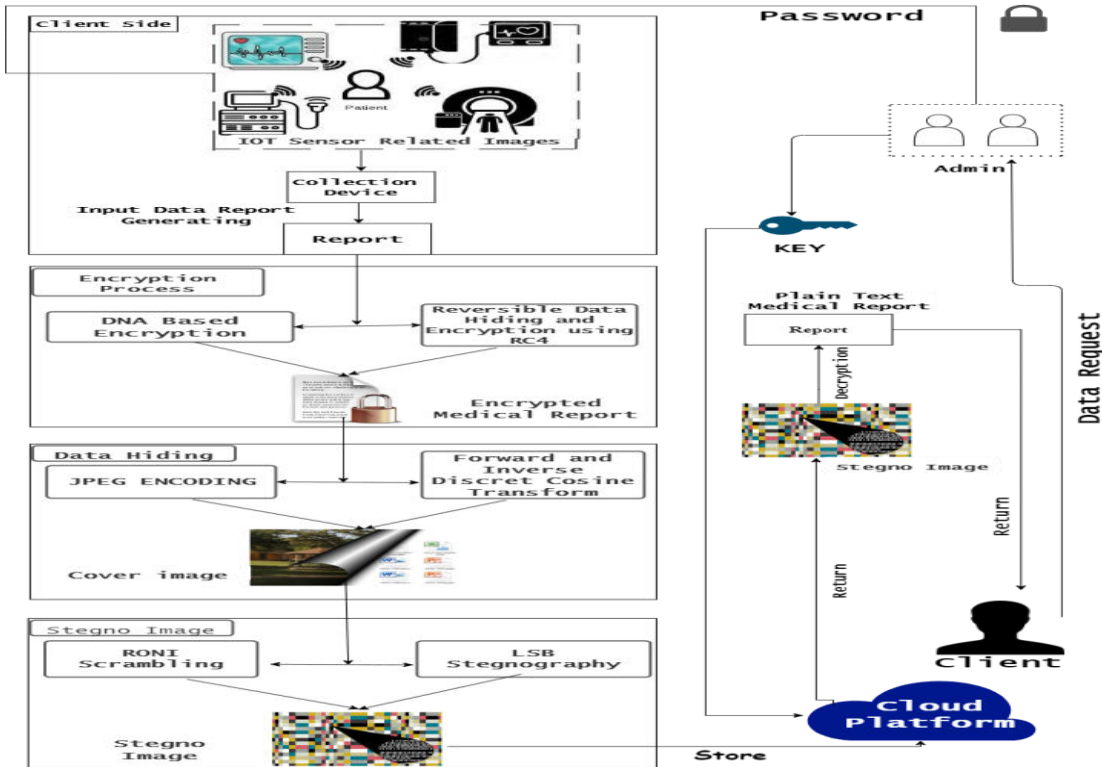 Client Side
Patient
IOT Sensor Related Images
Collection
Device
Input Data Report
Generating
Report
Encryption
Process
DNA Based
Encryption
Reversible Data
Hiding and
Encryption using
RC4
Encrypted
Medical Report
Data Hiding
JPEG ENCODING
Forward and
Inverse
Discret Cosine
Transform
Cover image
Stegno Image
RONI
Scrambling
LSB
Stegnography
Stegno
Image
Store
Password
Admin
KEY
Plain Text
Medical Report
Report
Decryption
Stegno Image
Return
Return
Data Request
Client
Cloud
Platform